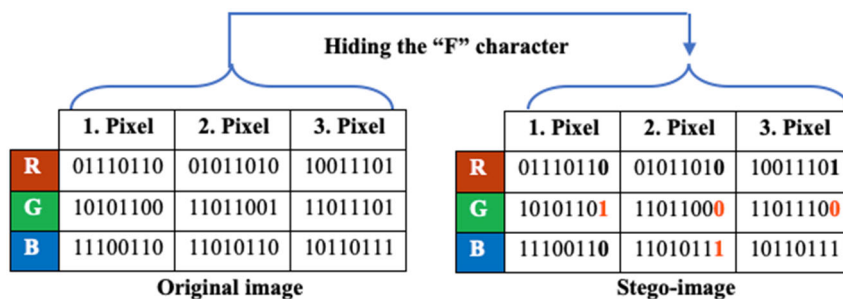 Hiding the “F” character
1. Pixel 2. Pixel 3. Pixel
R 01110110 01011010 10011101
G 10101100 11011001 11011101
B 11100110 11010110 10110111
Original image
1. Pixel 2. Pixel 3. Pixel
R 01110110 01011010 10011101
G 10101101 11011000 11011100
B 11100110 11010111 10110111
Stego-image